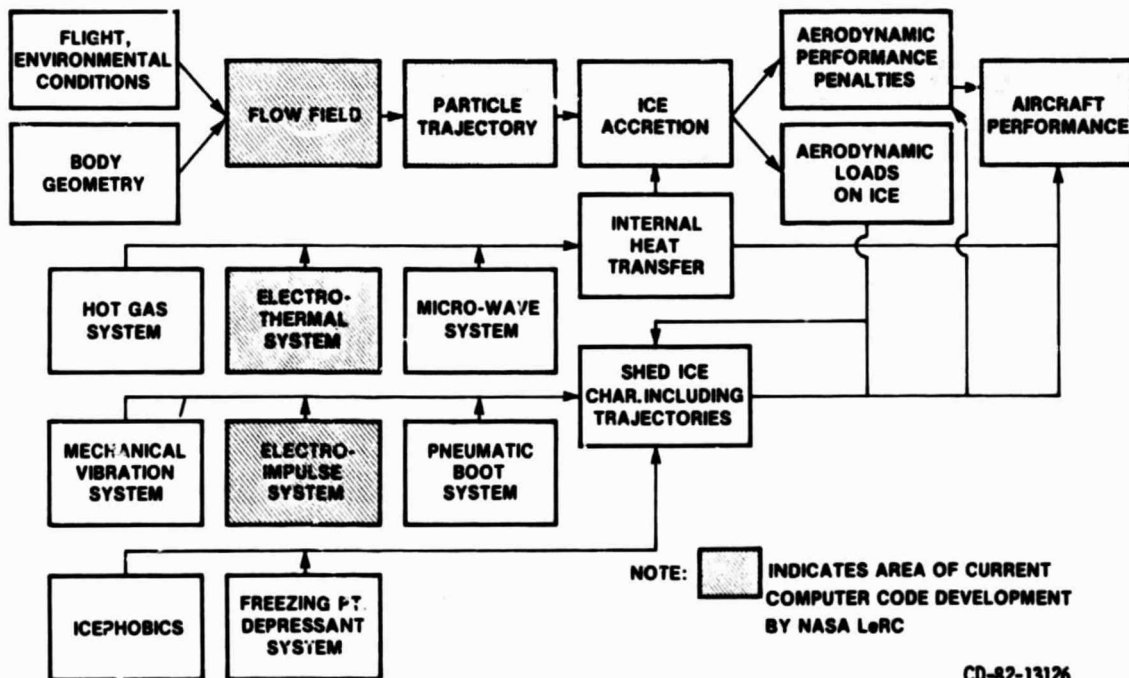 FLIGHT,
ENVIRONMENTAL
CONDITIONS
BODY
GEOMETRY
FLOW FIELD
PARTICLE
TRAJECTORY
ICE
ACCRETION
AERODYNAMIC
PERFORMANCE
PENALTIES
AERODYNAMIC
LOADS
ON ICE
AIRCRAFT
PERFORMANCE
INTERNAL
HEAT
TRANSFER
HOT GAS
SYSTEM
ELECTRO-
THERMAL
SYSTEM
MICRO-WAVE
SYSTEM
SHED ICE
CHAR. INCLUDING
TRAJECTORIES
MECHANICAL
VIBRATION
SYSTEM
ELECTRO-
IMPULSE
SYSTEM
PNEUMATIC
BOOT
SYSTEM
ICEPHOBICS
FREEZING PT.
DEPRESSANT
SYSTEM
NOTE:
INDICATES AREA OF CURRENT
COMPUTER CODE DEVELOPMENT
BY NASA LeRC
CD-82-13126